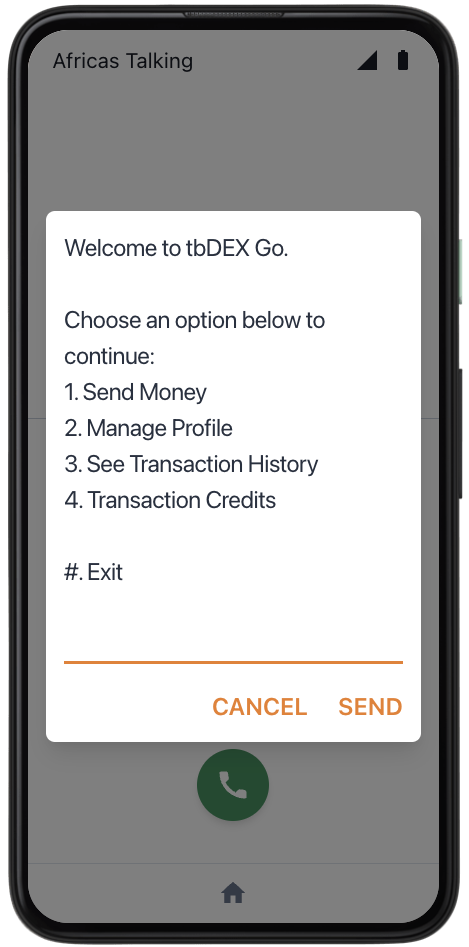 Africas Talking
Welcome to tbDEX Go.
Choose an option below to
continue:
1. Send Money
2. Manage Profile
3. See Transaction History
4. Transaction Credits
#. Exit
CANCEL SEND